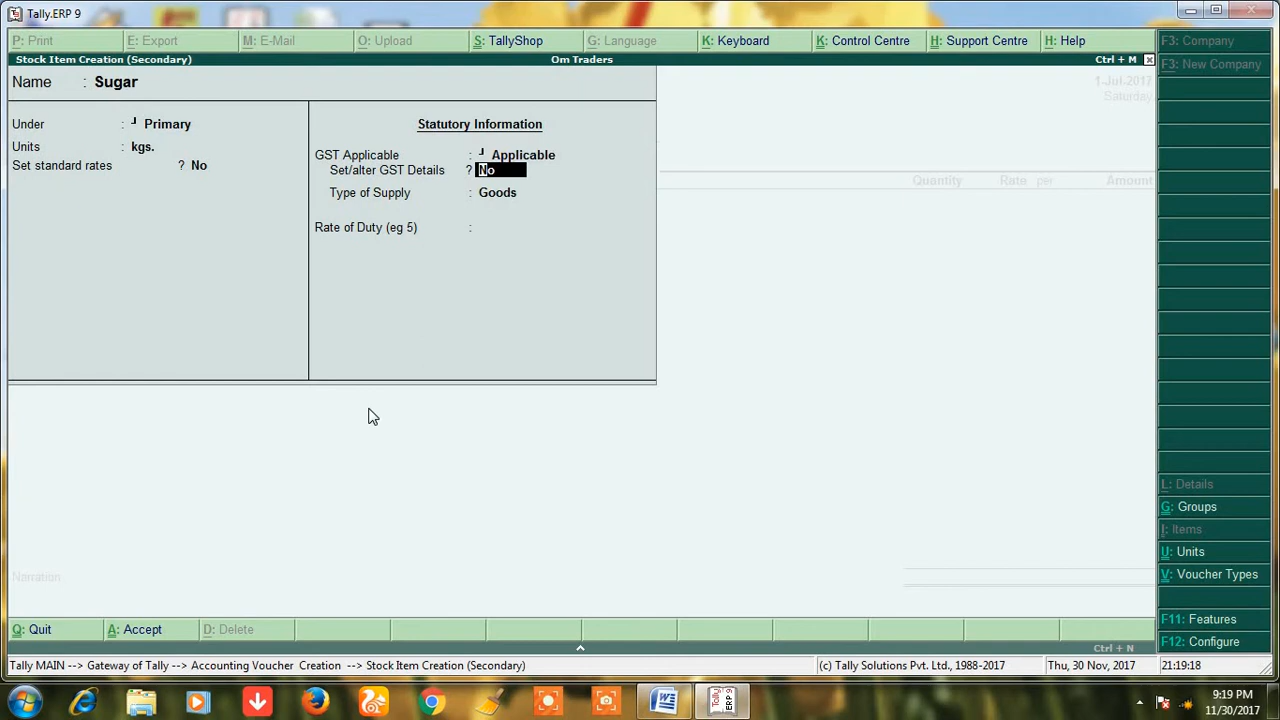 Tally.ERP 9
P: Print
E: Export
M: E-Mail
O: Upload
S: TallyShop
G: Language
K: Keyboard
K: Control Centre
H: Support Centre
H: Help
F3: Company
F3: New Company
Stock Item Creation (Secondary)
Om Traders
Ctrl + M
Name : Sugar
1-Jul-2017
Saturday
Under : Primary
Units : kgs.
Set standard rates ? No
Statutory Information
GST Applicable : Applicable
Set/alter GST Details ? No
Type of Supply : Goods
Rate of Duty (eg 5) :
Quantity Rate per Amount
L: Details
G: Groups
I: Items
U: Units
V: Voucher Types
F11: Features
F12: Configure
Narration
Q: Quit
A: Accept
D: Delete
Ctrl + N
Tally MAIN --> Gateway of Tally --> Accounting Voucher Creation --> Stock Item Creation (Secondary)
(c) Tally Solutions Pvt. Ltd., 1988-2017
Thu, 30 Nov, 2017
21:19:18
9:19 PM
11/30/2017